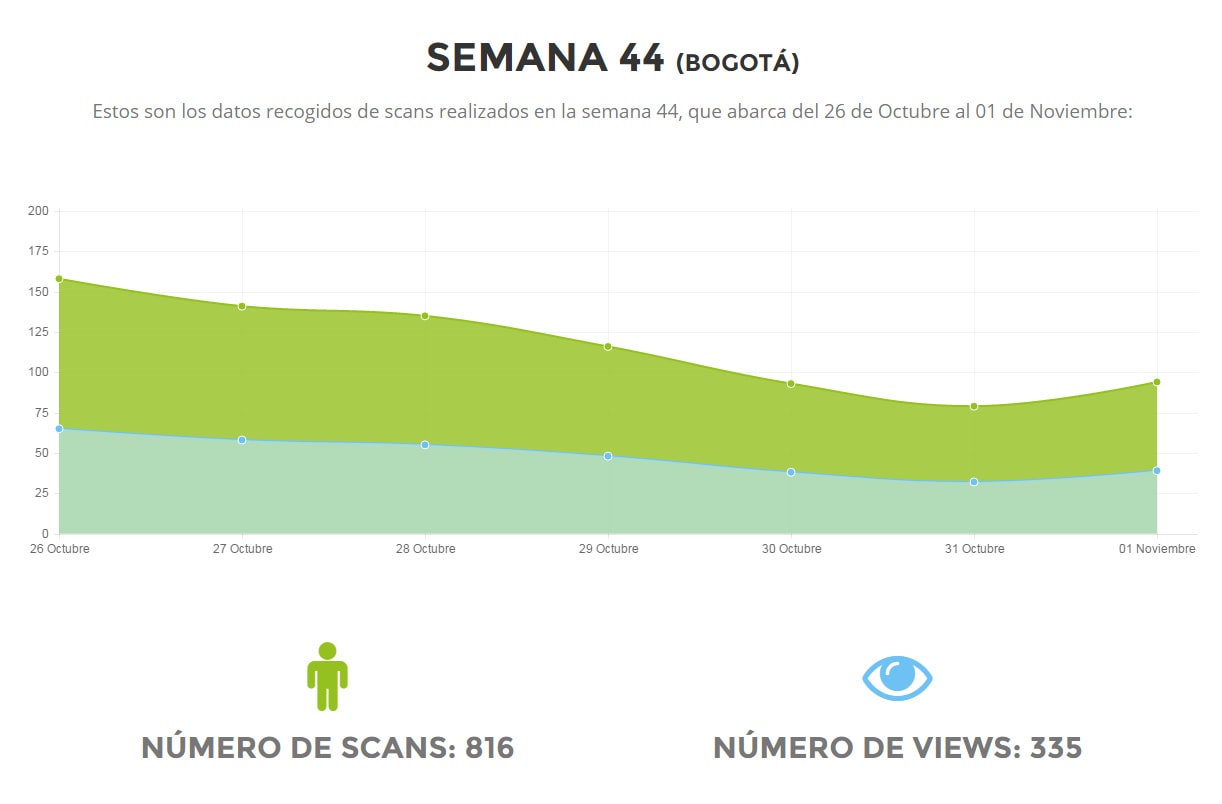 SEMANA 44 (BOGOTÁ)
Estos son los datos recogidos de scans realizados en la semana 44, que abarca del 26 de Octubre al 01 de Noviembre:
200
175
150
125
100
75
50
25
0
26 Octubre 27 Octubre 28 Octubre 29 Octubre 30 Octubre 31 Octubre 01 Noviembre
NÚMERO DE SCANS: 816 NÚMERO DE VIEWS: 335